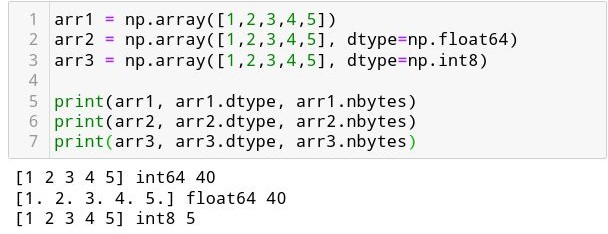 1 arr1 = np.array([1,2,3,4,5])
2 arr2 = np.array([1,2,3,4,5], dtype=np.float64)
3 arr3 = np.array([1,2,3,4,5], dtype=np.int8)
4
5 print(arr1, arr1.dtype, arr1.nbytes)
6 print(arr2, arr2.dtype, arr2.nbytes)
7 print(arr3, arr3.dtype, arr3.nbytes)
[1 2 3 4 5] int64 40
[1. 2. 3. 4. 5.] float64 40
[1 2 3 4 5] int8 5